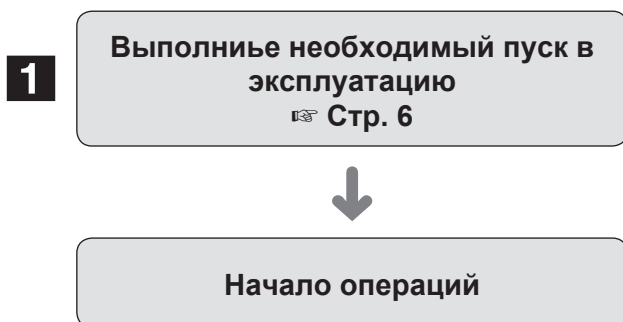 Выполниье необходимый пуск в
1
эксплуатацию
☞ Стр. 6
Начало операций